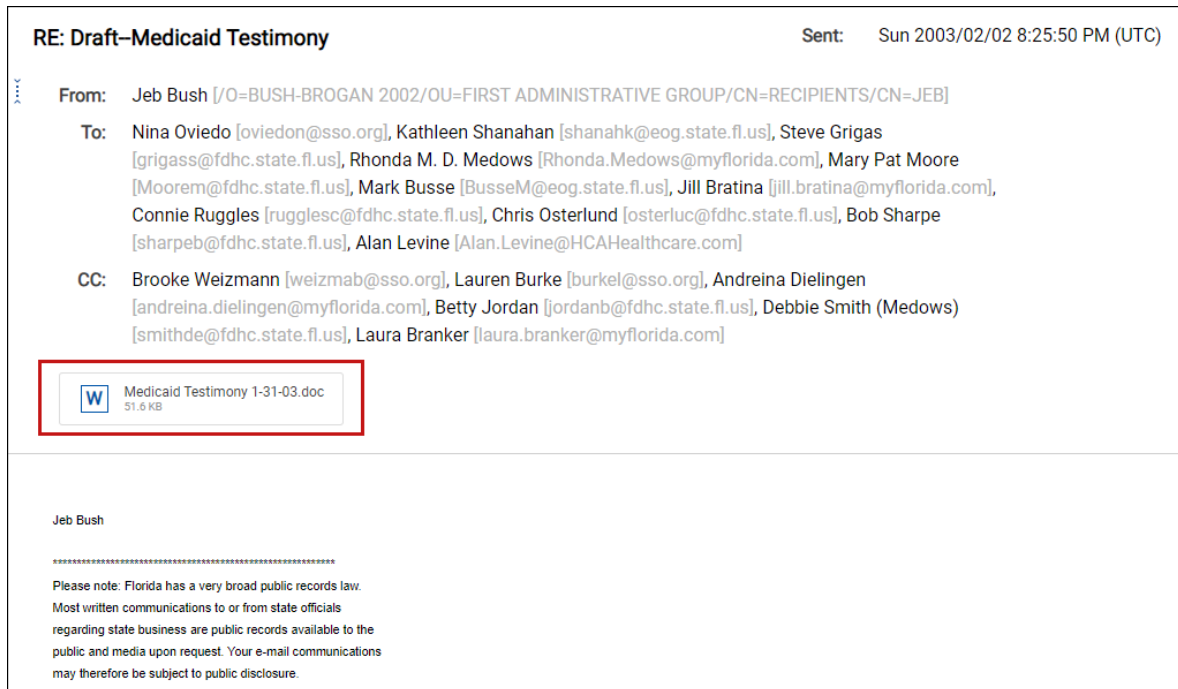 RE: Draft–Medicaid Testimony
Sent: Sun 2003/02/02 8:25:50 PM (UTC)
From: Jeb Bush [/O=BUSH-BROGAN 2002/OU=FIRST ADMINISTRATIVE GROUP/CN=RECIPIENTS/CN=JEB]
To: Nina Oviedo [oviedon@sso.org], Kathleen Shanahan [shanahk@eog.state.fl.us], Steve Grigas
[grigass@fdhc.state.fl.us], Rhonda M. D. Medows [Rhonda.Medows@myflorida.com], Mary Pat Moore
[Moorem@fdhc.state.fl.us], Mark Busse [BusseM@eog.state.fl.us], Jill Bratina [jill.bratina@myflorida.com],
Connie Ruggles [rugglesc@fdhc.state.fl.us], Chris Osterlund [osterluc@fdhc.state.fl.us], Bob Sharpe
[sharpeb@fdhc.state.fl.us], Alan Levine [Alan.Levine@HCAHealthcare.com]
CC: Brooke Weizmann [weizmab@sso.org], Lauren Burke [burkel@sso.org], Andreina Dielingen
[andreina.dielingen@myflorida.com], Betty Jordan [jordanb@fdhc.state.fl.us], Debbie Smith (Medows)
[smithde@fdhc.state.fl.us], Laura Branker [laura.branker@myflorida.com]
W
Medicaid Testimony 1-31-03.doc
51.6 KB
Jeb Bush
***********************************************************
Please note: Florida has a very broad public records law.
Most written communications to or from state officials
regarding state business are public records available to the
public and media upon request. Your e-mail communications
may therefore be subject to public disclosure.